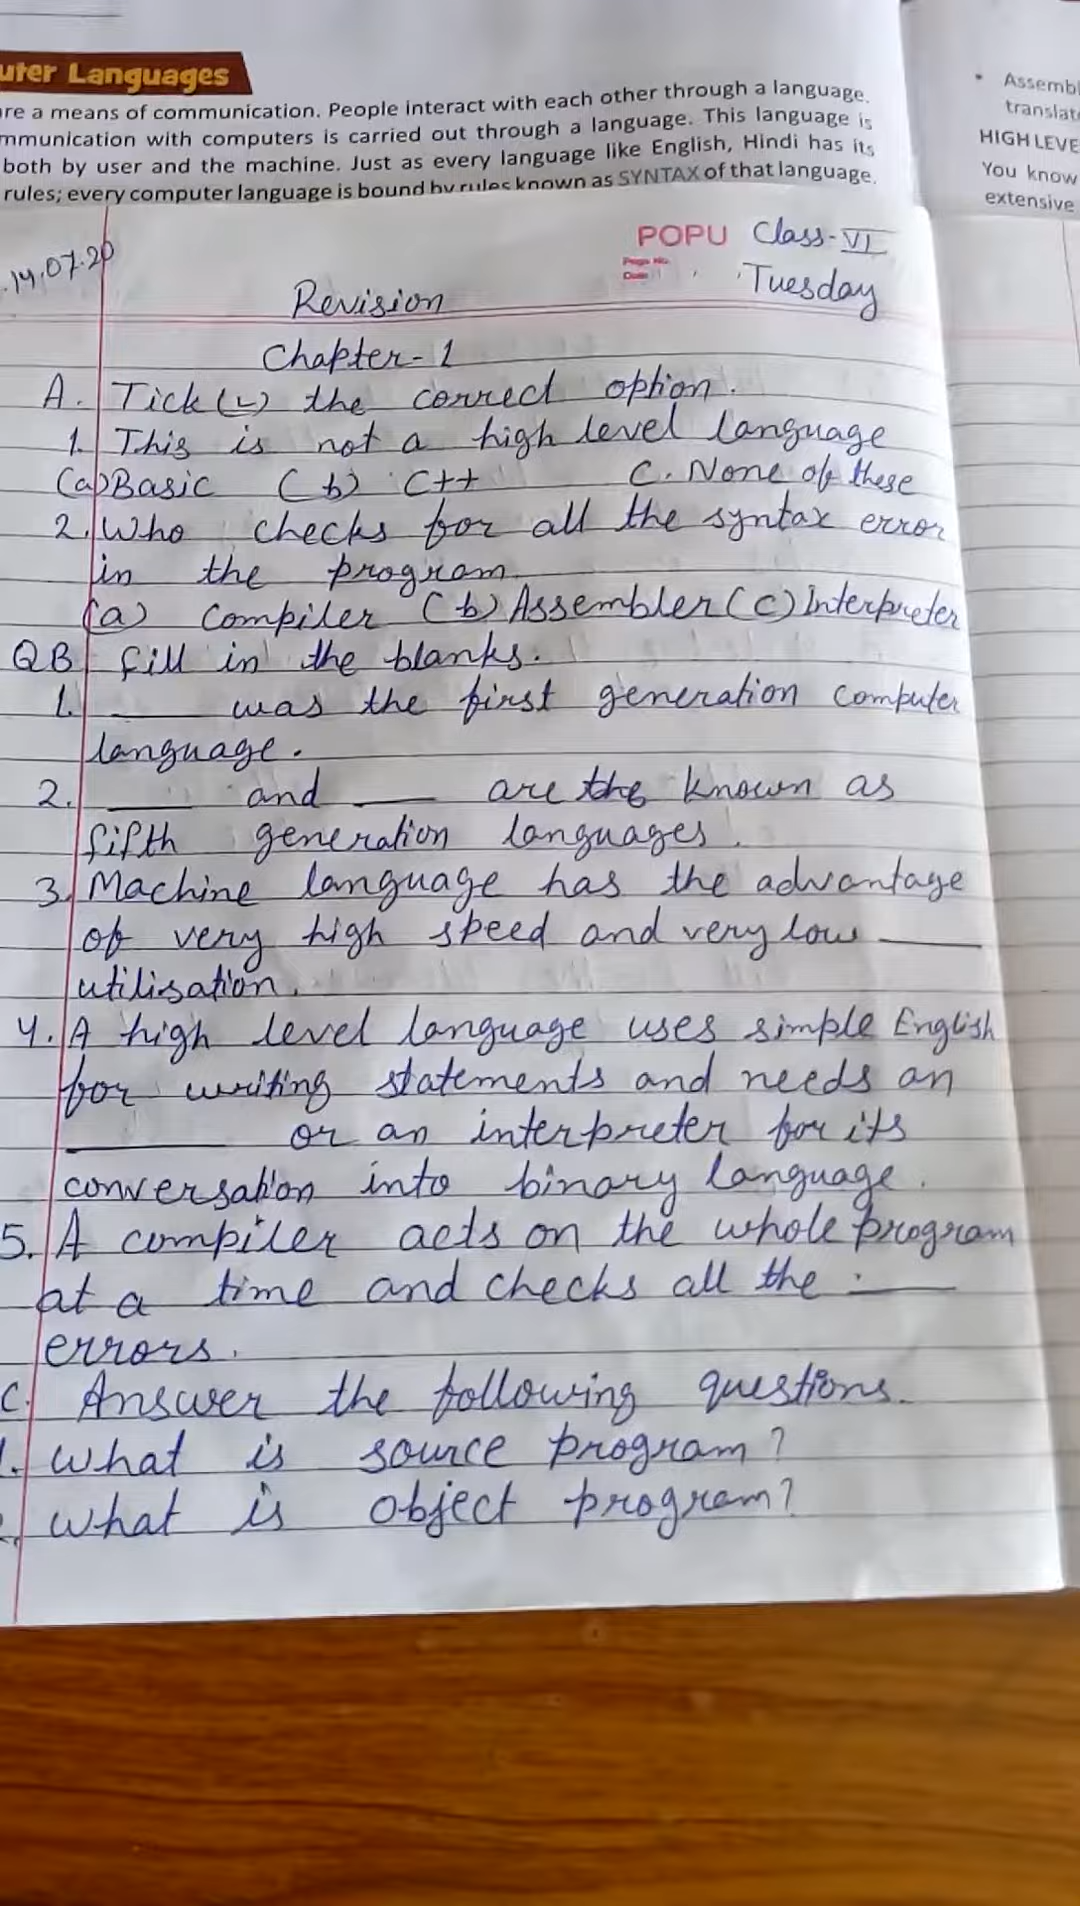 uter Languages
re a means of communication. People interact with each other through a language.
mmunication with computers is carried out through a language. This language is
both by user and the machine. Just as every language like English, Hindi has its
rules; every computer language is bound by rules known as SYNTAX of that language.
• Assembl
translat
HIGH LEVE
You know
extensive
14.07.20
POPU Class-VI
Page No.
Date
Tuesday
Revision
Chapter-1
A. Tick (✓) the correct option.
1. This is not a high level language
(a) Basic (b) C++ C. None of these
2. Who checks for all the syntax error
in the program.
(a) Compiler (b) Assembler (c) Interpreter
QB fill in the blanks.
1. ____ was the first generation computer
language.
2. ____ and ____ are the known as
fifth generation languages.
3. Machine language has the advantage
of very high speed and very low ____
utilisation.
4. A high level language uses simple English
for writing statements and needs an
____ or an interpreter for its
conversation into binary language.
5. A compiler acts on the whole program
at a time and checks all the ____
errors.
C. Answer the following questions.
1. What is source program?
2. What is object program?